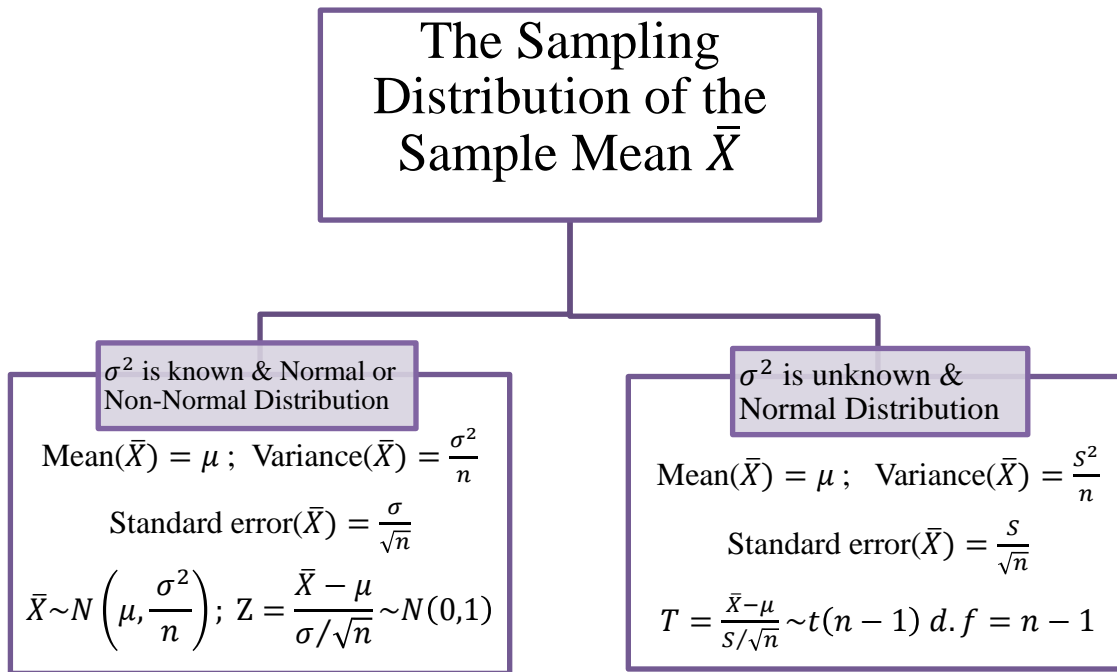 The Sampling
Distribution of the
Sample Mean X̄
σ² is known & Normal or
Non-Normal Distribution
Mean(X̄) = μ ; Variance(X̄) = σ²/n
Standard error(X̄) = σ/√n
X̄~N(μ, σ²/n); Z = (X̄ − μ)/(σ/√n) ~N(0,1)
σ² is unknown &
Normal Distribution
Mean(X̄) = μ ; Variance(X̄) = S²/n
Standard error(X̄) = S/√n
T = (X̄−μ)/(S/√n) ~t(n − 1) d.f = n − 1